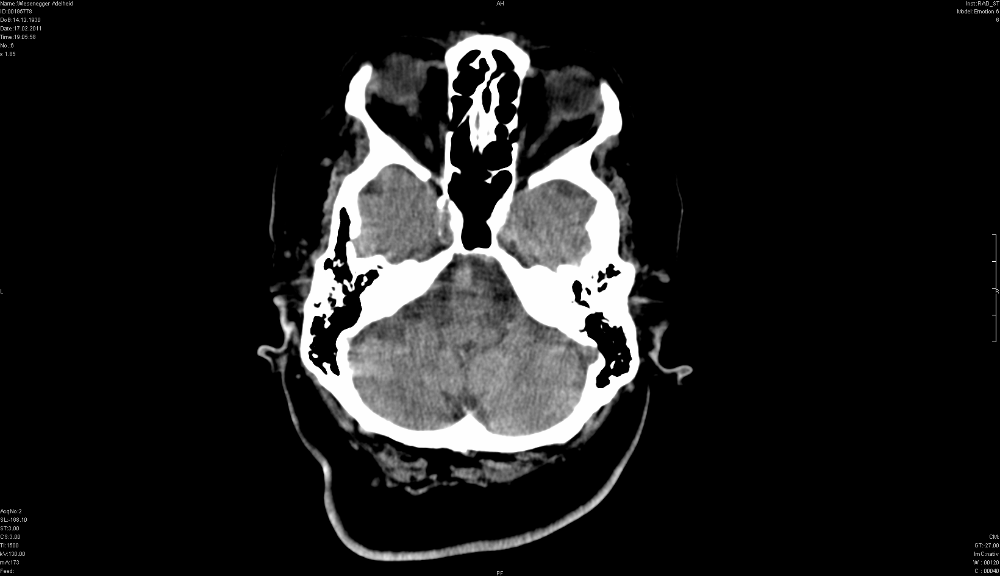 Name:Wiesenegger Adelheid
ID:00195778
DoB:14.12.1930
Date:17.02.2011
Time:19:05:58
No.:6
x 1.85
AH
Inst:RAD_ST
Model:Emotion 6
6
L
R
AcqNo:2
SL:-168.10
ST:3.00
CS:3.00
TI:1500
kV:130.00
mA:173
Feed:
PF
CM:
GT:-27.00
ImC:nativ
W : 00120
C : 00040